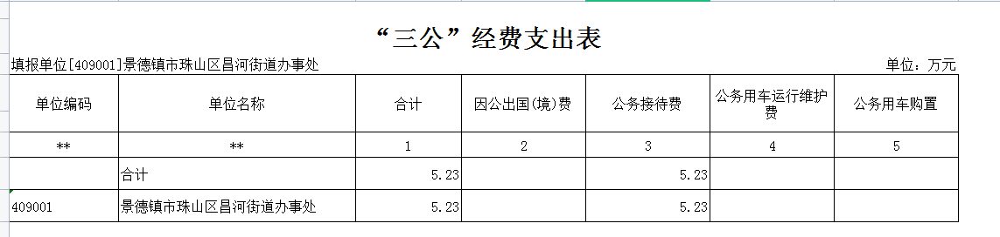 “三公”经费支出表
填报单位[409001]景德镇市珠山区昌河街道办事处 单位：万元
单位编码 单位名称 合计 因公出国(境)费 公务接待费 公务用车运行维护费 公务用车购置
** ** 1 2 3 4 5
合计 5.23 5.23
409001 景德镇市珠山区昌河街道办事处 5.23 5.23